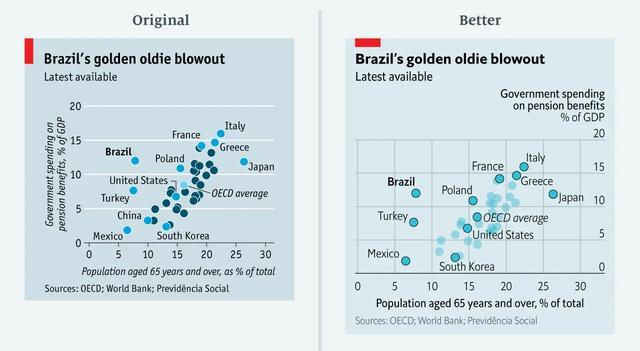 Original
Brazil's golden oldie blowout
Latest available
Government spending on
pension benefits, % of GDP
20
15
10
5
0
Italy
France
Greece
Brazil
Poland
Japan
United States
OECD average
Turkey
China
Mexico
South Korea
0 5 10 15 20 25 30
Population aged 65 years and over, as % of total
Sources: OECD; World Bank; Previdência Social
Better
Brazil's golden oldie blowout
Latest available
Government spending
on pension benefits
% of GDP
20
15
10
5
0
Italy
France
Greece
Brazil
Poland
Japan
OECD average
Turkey
United States
Mexico
South Korea
0 5 10 15 20 25 30
Population aged 65 years and over, % of total
Sources: OECD; World Bank; Previdência Social